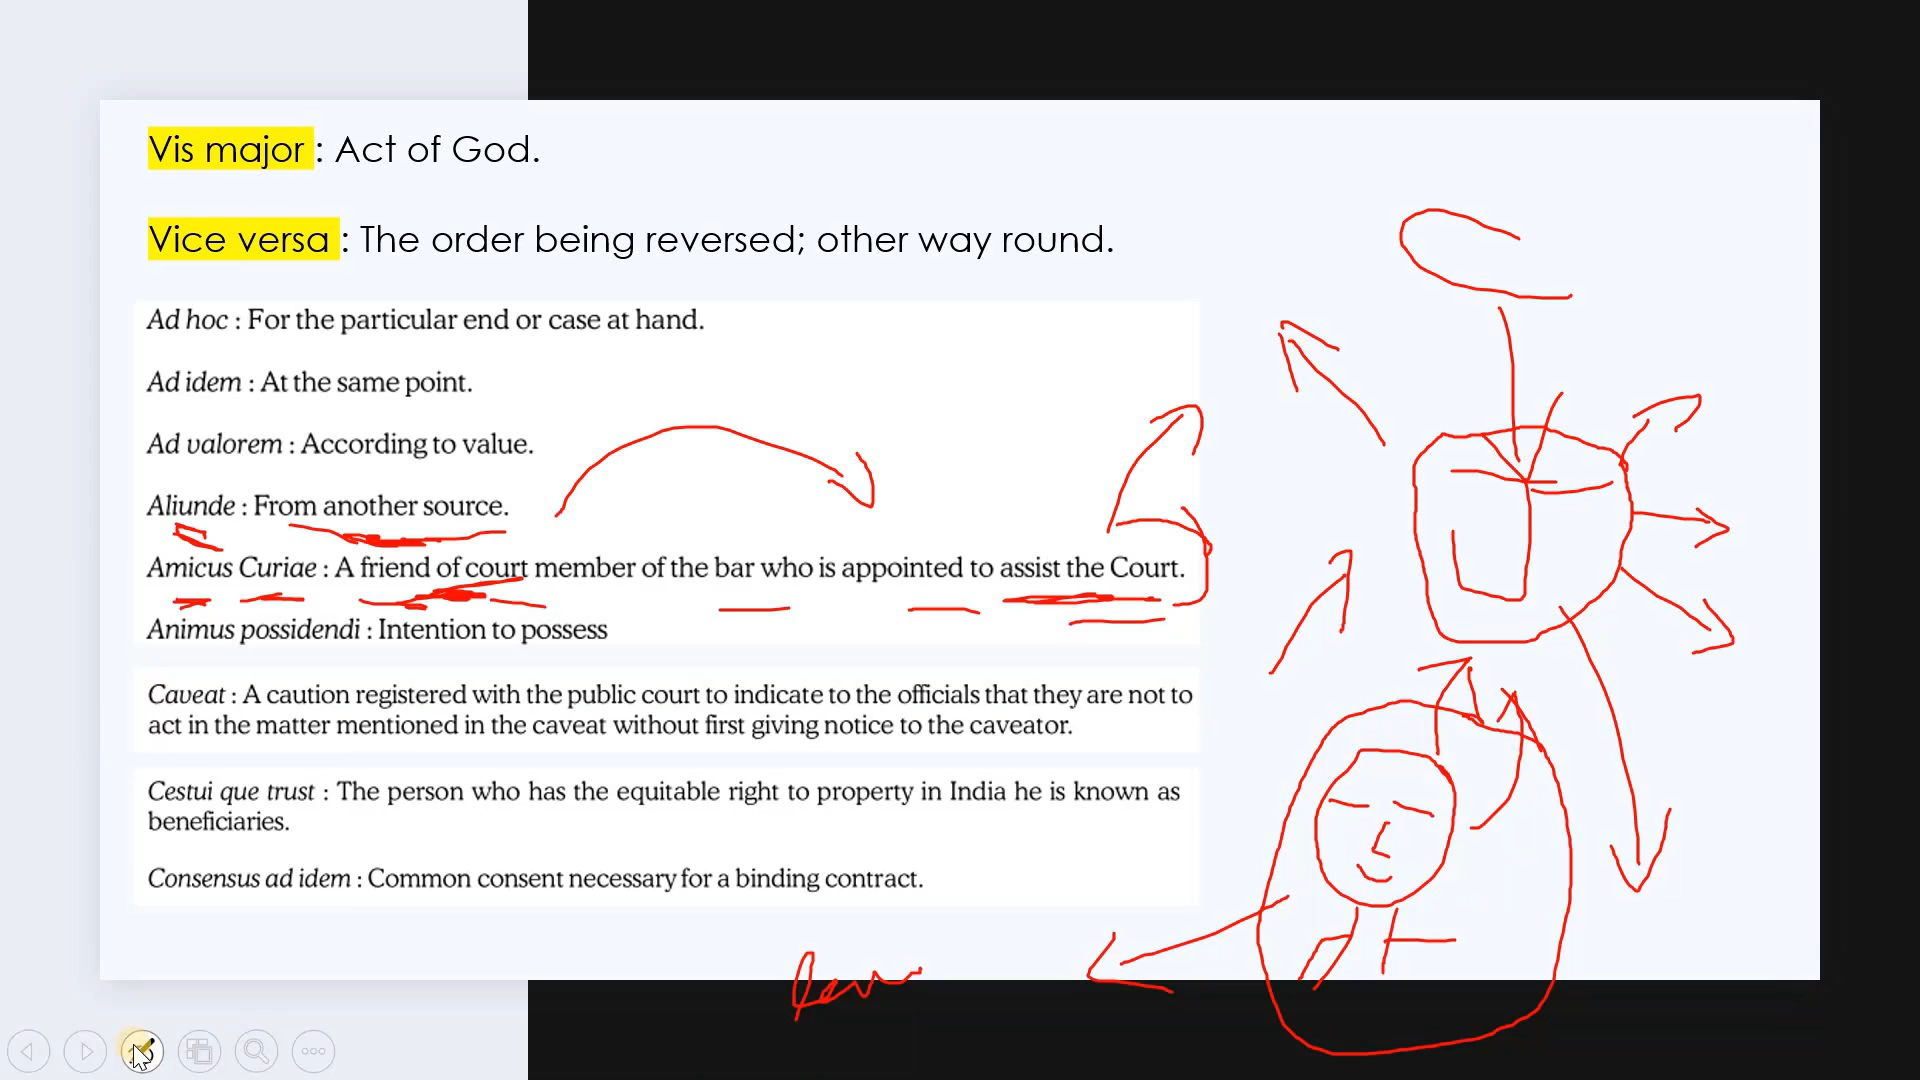 Vis major : Act of God.
Vice versa : The order being reversed; other way round.
Ad hoc : For the particular end or case at hand.
Ad idem : At the same point.
Ad valorem : According to value.
Aliunde : From another source.
Amicus Curiae : A friend of court member of the bar who is appointed to assist the Court.
Animus possidendi : Intention to possess
Caveat : A caution registered with the public court to indicate to the officials that they are not to
act in the matter mentioned in the caveat without first giving notice to the caveator.
Cestui que trust : The person who has the equitable right to property in India he is known as
beneficiaries.
Consensus ad idem : Common consent necessary for a binding contract.